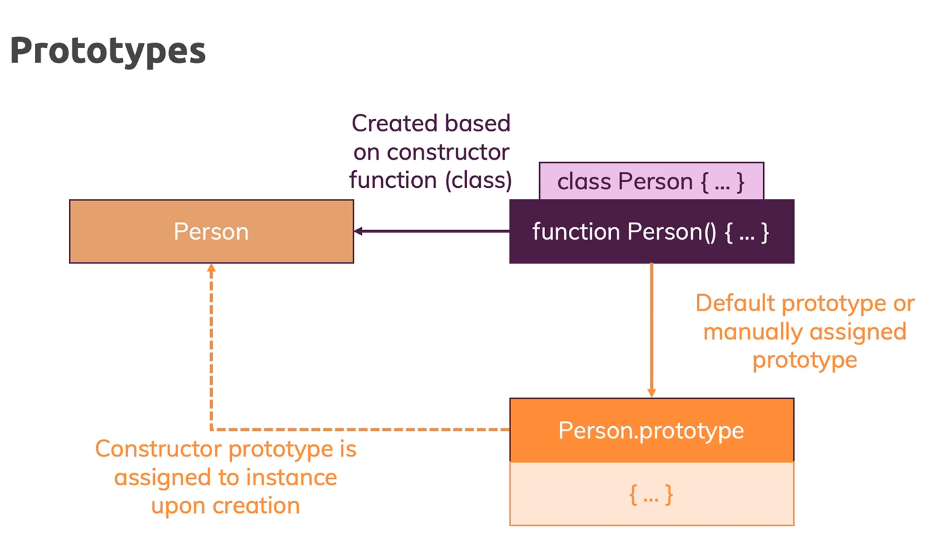 Prototypes
Created based
on constructor
function (class)
class Person { ... }
Person
function Person() { ... }
Default prototype or
manually assigned
prototype
Person.prototype
Constructor prototype is
assigned to instance
upon creation
{ ... }